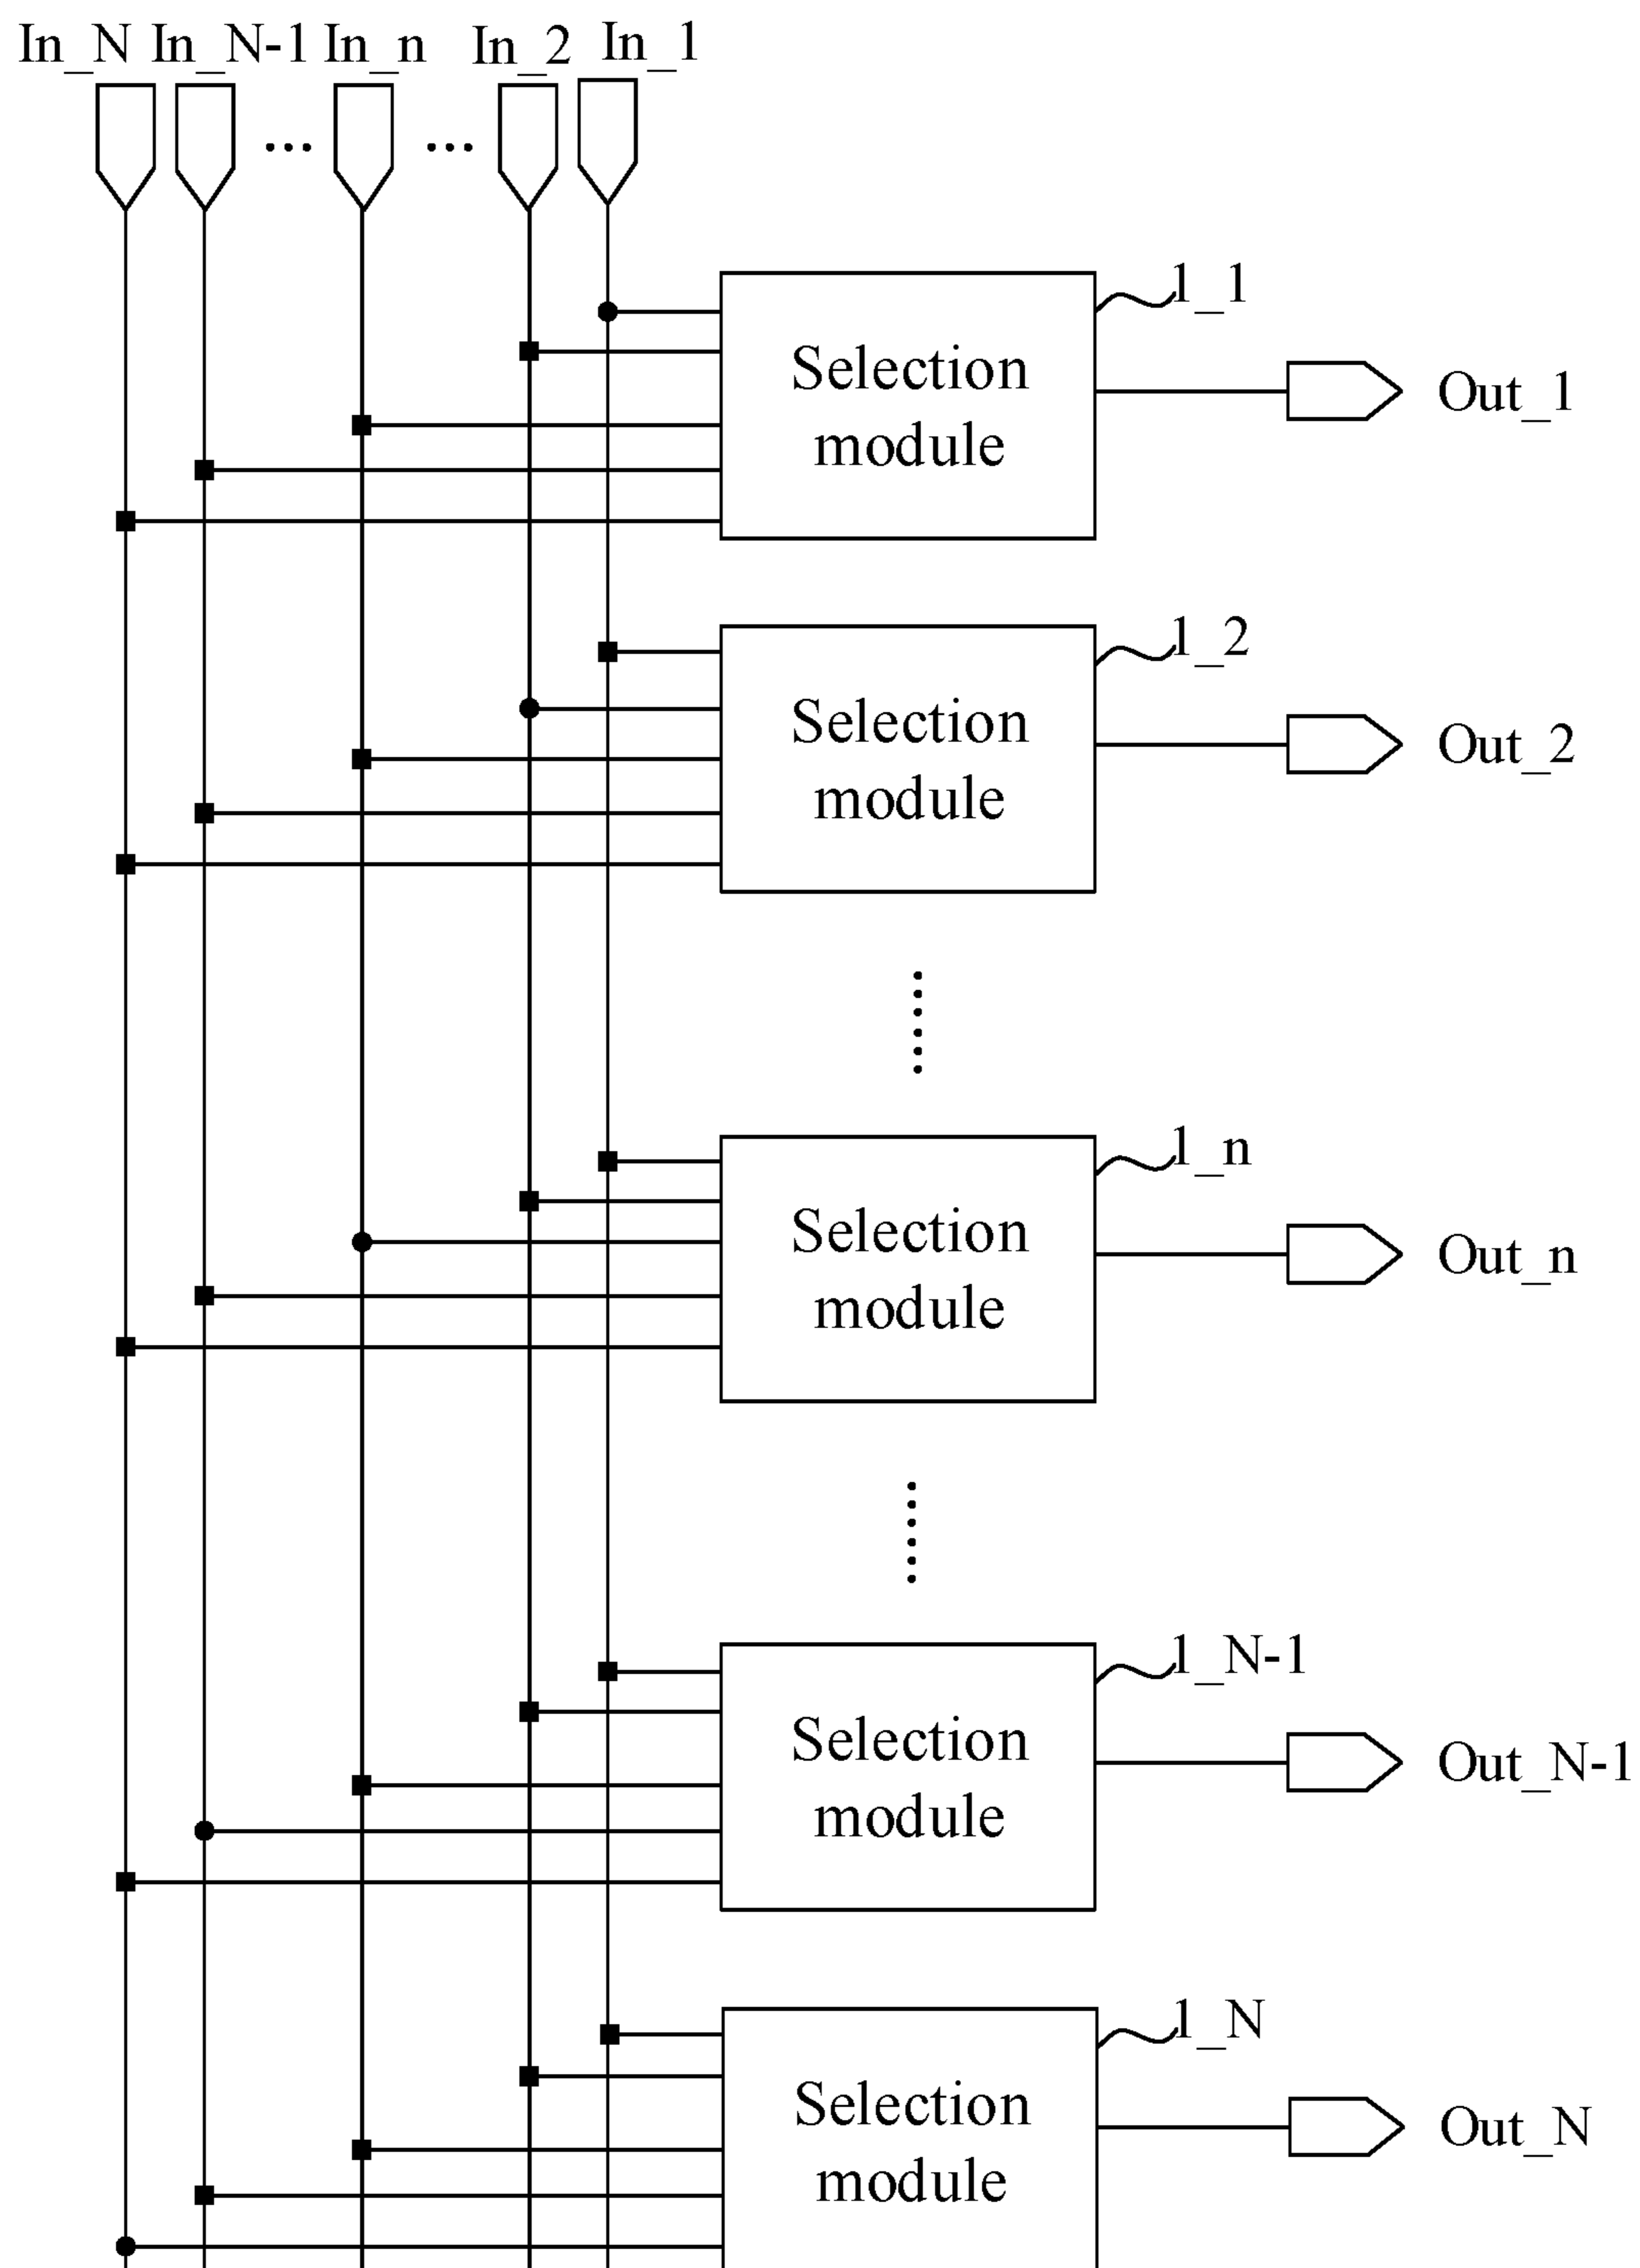 In_N In_N-1 In_n In_2 In_1
... ...
1_1
Selection
module
Out_1
1_2
Selection
module
Out_2
1_n
Selection
module
Out_n
1_N-1
Selection
module
Out_N-1
1_N
Selection
module
Out_N